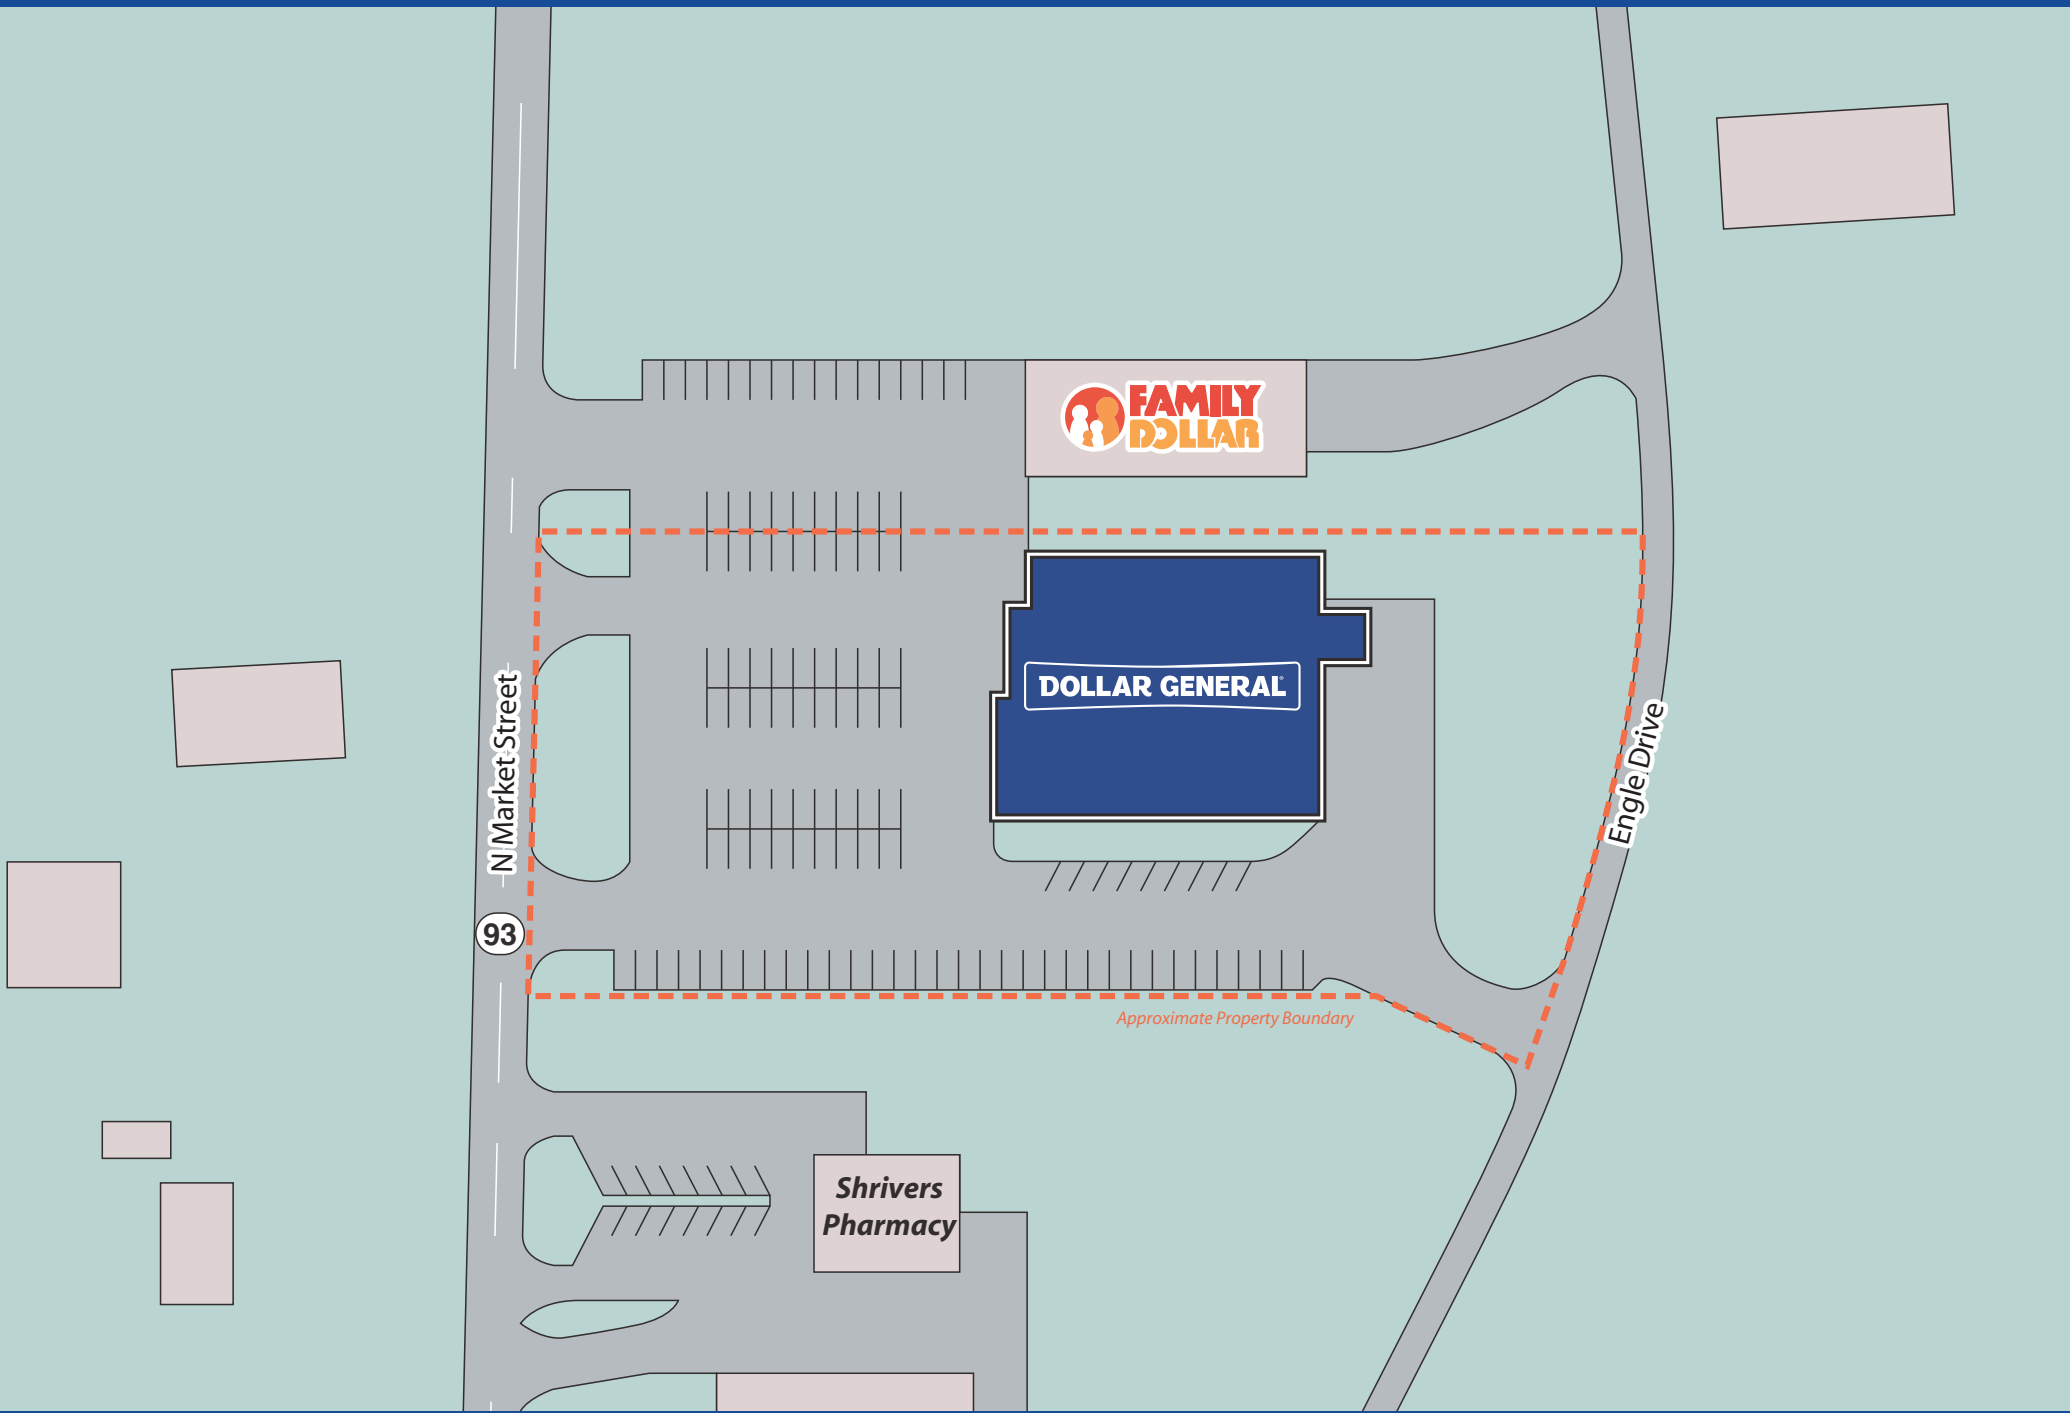 FAMILY
DOLLAR
DOLLAR GENERAL
N Market Street
Engle Drive
93
Approximate Property Boundary
Shrivers
Pharmacy